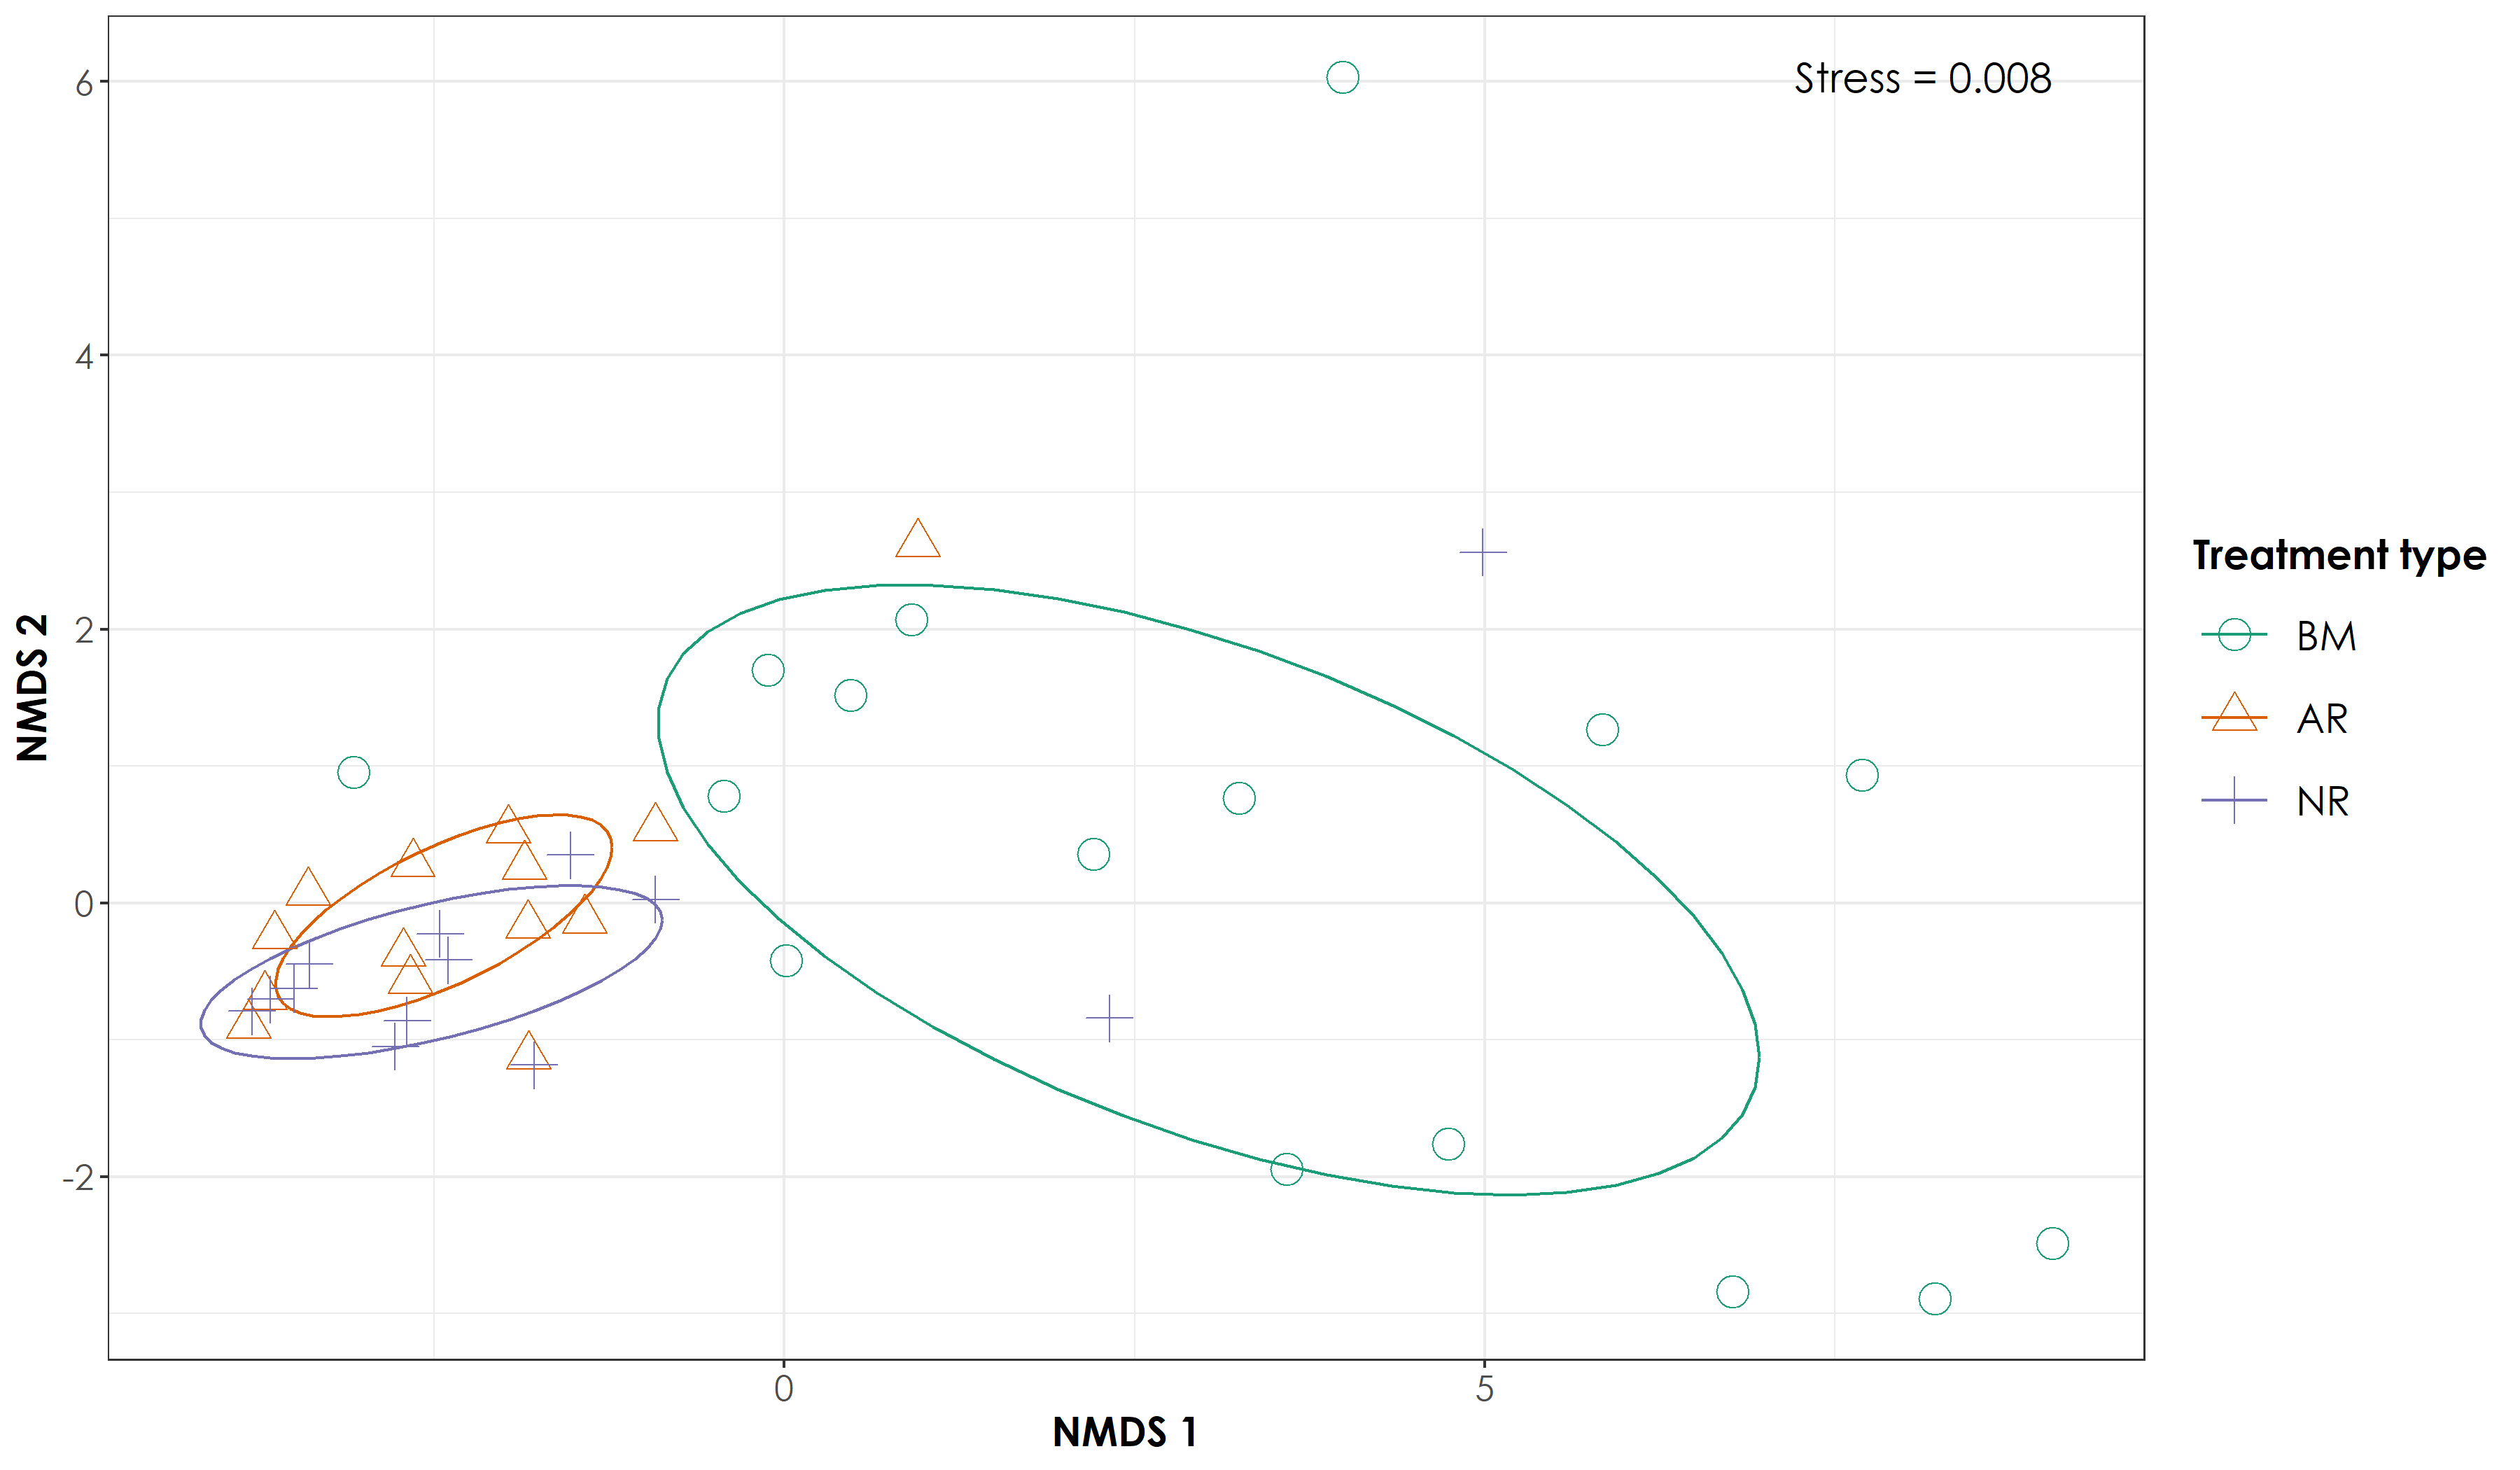 Stress = 0.008
6
4
2
0
-2
NMDS 2
0
5
NMDS 1
Treatment type
BM
AR
NR